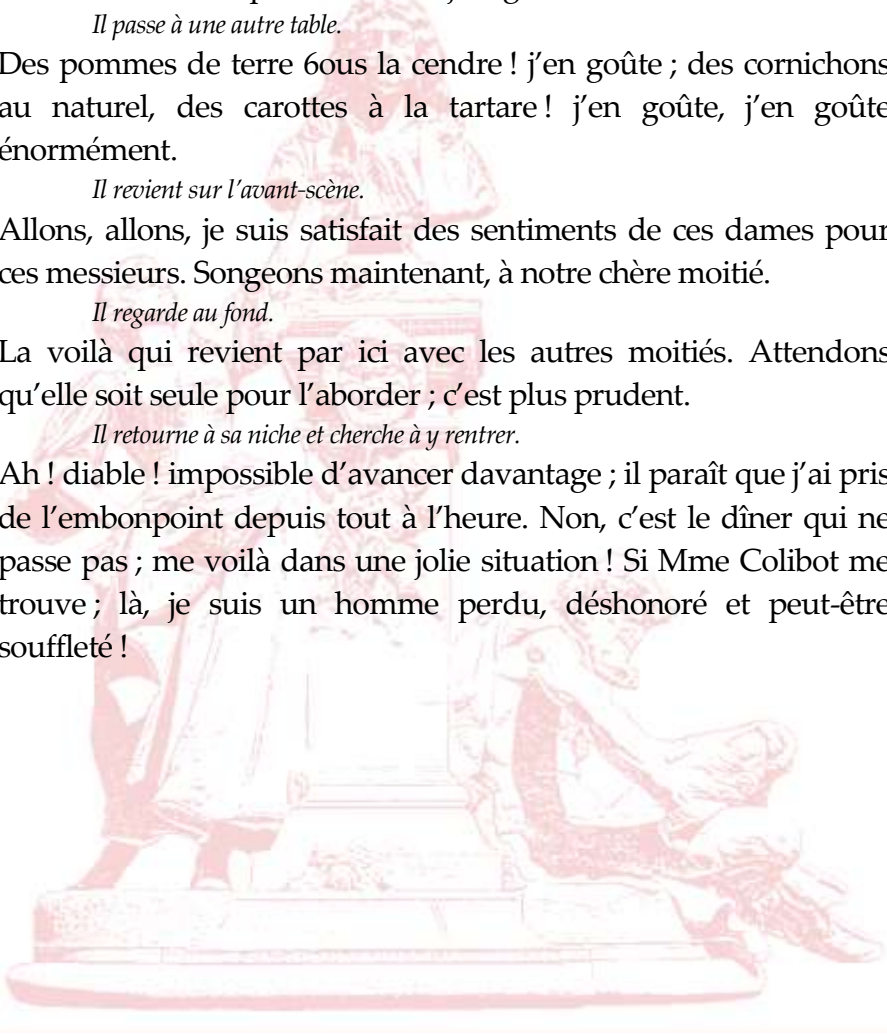 Il passe à une autre table.
Des pommes de terre 6ous la cendre ! j’en goûte ; des cornichons
au naturel, des carottes à la tartare ! j’en goûte, j’en goûte
énormément.
Il revient sur l’avant-scène.
Allons, allons, je suis satisfait des sentiments de ces dames pour
ces messieurs. Songeons maintenant, à notre chère moitié.
Il regarde au fond.
La voilà qui revient par ici avec les autres moitiés. Attendons
qu’elle soit seule pour l’aborder ; c’est plus prudent.
Il retourne à sa niche et cherche à y rentrer.
Ah ! diable ! impossible d’avancer davantage ; il paraît que j’ai pris
de l’embonpoint depuis tout à l’heure. Non, c’est le dîner qui ne
passe pas ; me voilà dans une jolie situation ! Si Mme Colibot me
trouve ; là, je suis un homme perdu, déshonoré et peut-être
souffleté !